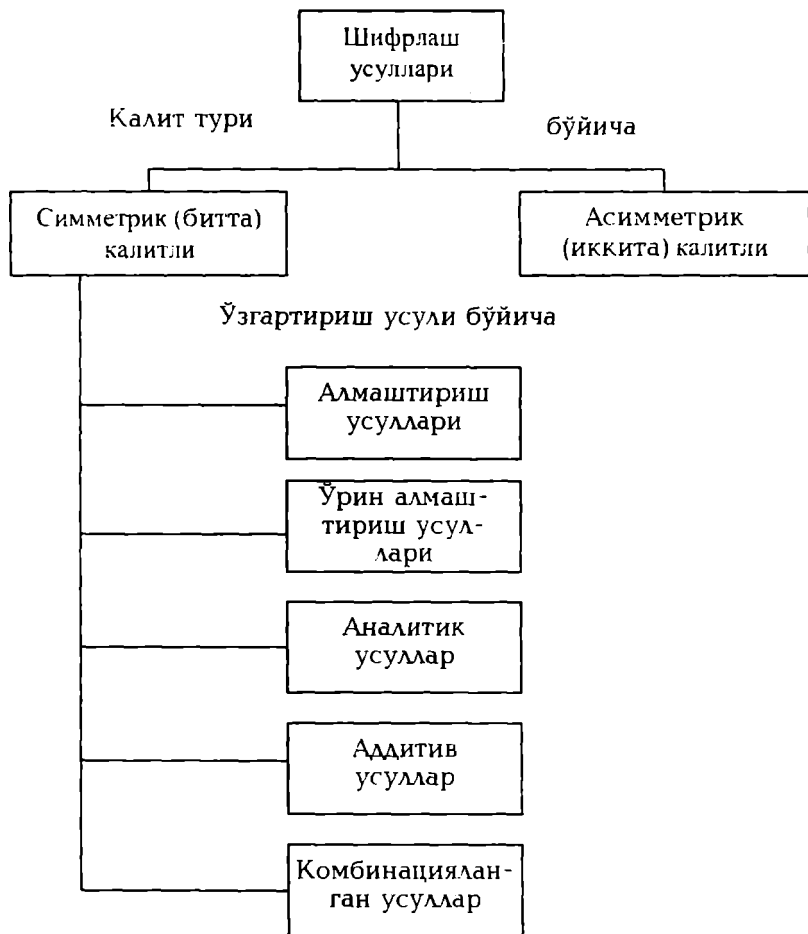 Шифрлаш
усуллари
Калит тури бўйича
Симметрик (битта)
калитли
Асимметрик
(иккита) калитли
Ўзгартириш усули бўйича
Алмаштириш
усуллари
Ўрин алмаш-
тириш усул-
лари
Аналитик
усуллар
Аддитив
усуллар
Комбинациялан-
ган усуллар